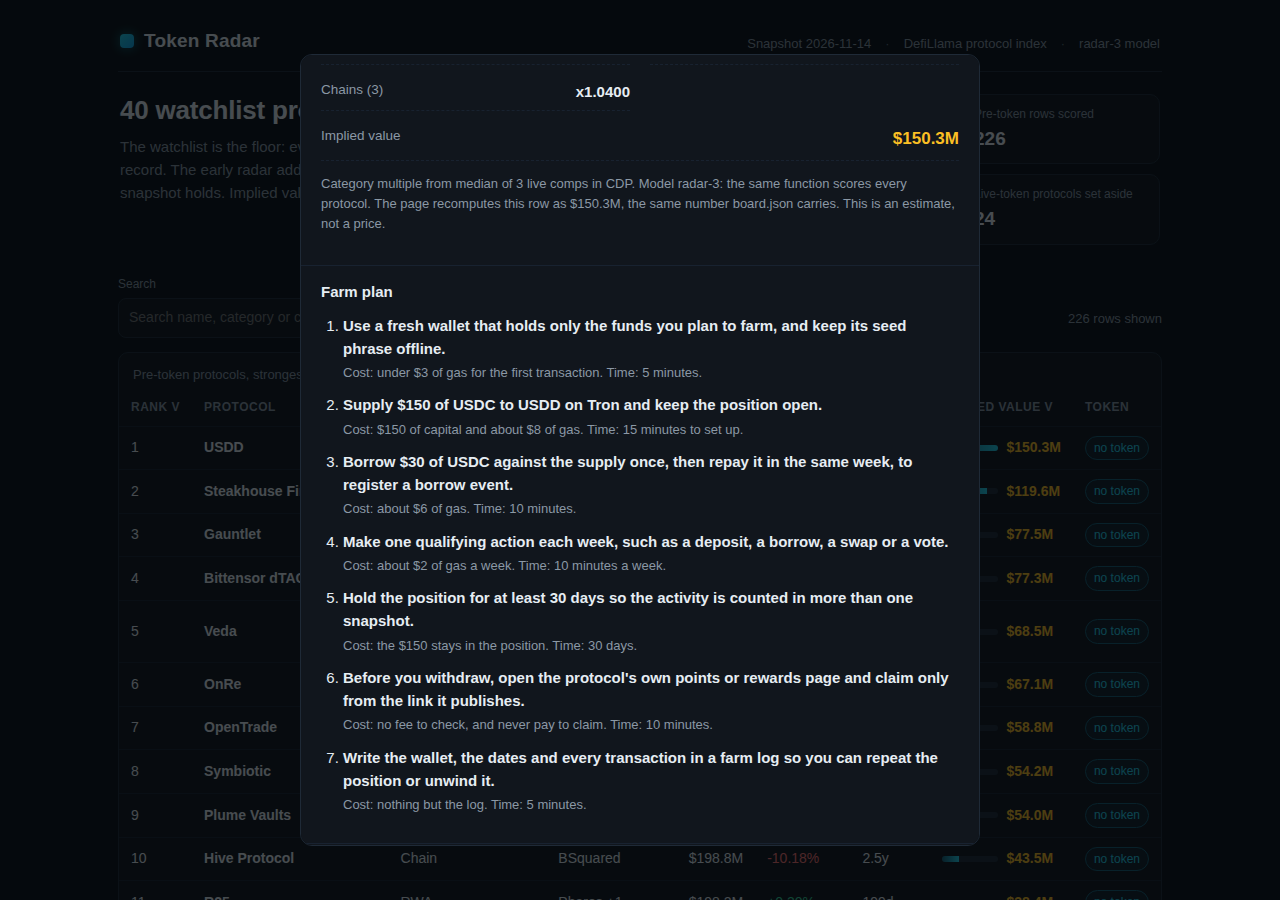 Token Radar
Snapshot 2026-11-14 · DefiLlama protocol index · radar-3 model
40 watchlist pr
The watchlist is the floor: ev
record. The early radar add
snapshot holds. Implied val
Pre-token rows scored
226
Live-token protocols set aside
24
Search
Search name, category or c
226 rows shown
Pre-token protocols, stronges
RANK V PROTOCOL ED VALUE V TOKEN
1 USDD $150.3M no token
2 Steakhouse Fi $119.6M no token
3 Gauntlet $77.5M no token
4 Bittensor dTAO $77.3M no token
5 Veda $68.5M no token
6 OnRe $67.1M no token
7 OpenTrade $58.8M no token
8 Symbiotic $54.2M no token
9 Plume Vaults $54.0M no token
10 Hive Protocol Chain BSquared $198.8M -10.18% 2.5y $43.5M no token
Chains (3) x1.0400
Implied value $150.3M
Category multiple from median of 3 live comps in CDP. Model radar-3: the same function scores every
protocol. The page recomputes this row as $150.3M, the same number board.json carries. This is an estimate,
not a price.
Farm plan
1. Use a fresh wallet that holds only the funds you plan to farm, and keep its seed
phrase offline.
Cost: under $3 of gas for the first transaction. Time: 5 minutes.
2. Supply $150 of USDC to USDD on Tron and keep the position open.
Cost: $150 of capital and about $8 of gas. Time: 15 minutes to set up.
3. Borrow $30 of USDC against the supply once, then repay it in the same week, to
register a borrow event.
Cost: about $6 of gas. Time: 10 minutes.
4. Make one qualifying action each week, such as a deposit, a borrow, a swap or a vote.
Cost: about $2 of gas a week. Time: 10 minutes a week.
5. Hold the position for at least 30 days so the activity is counted in more than one
snapshot.
Cost: the $150 stays in the position. Time: 30 days.
6. Before you withdraw, open the protocol's own points or rewards page and claim only
from the link it publishes.
Cost: no fee to check, and never pay to claim. Time: 10 minutes.
7. Write the wallet, the dates and every transaction in a farm log so you can repeat the
position or unwind it.
Cost: nothing but the log. Time: 5 minutes.